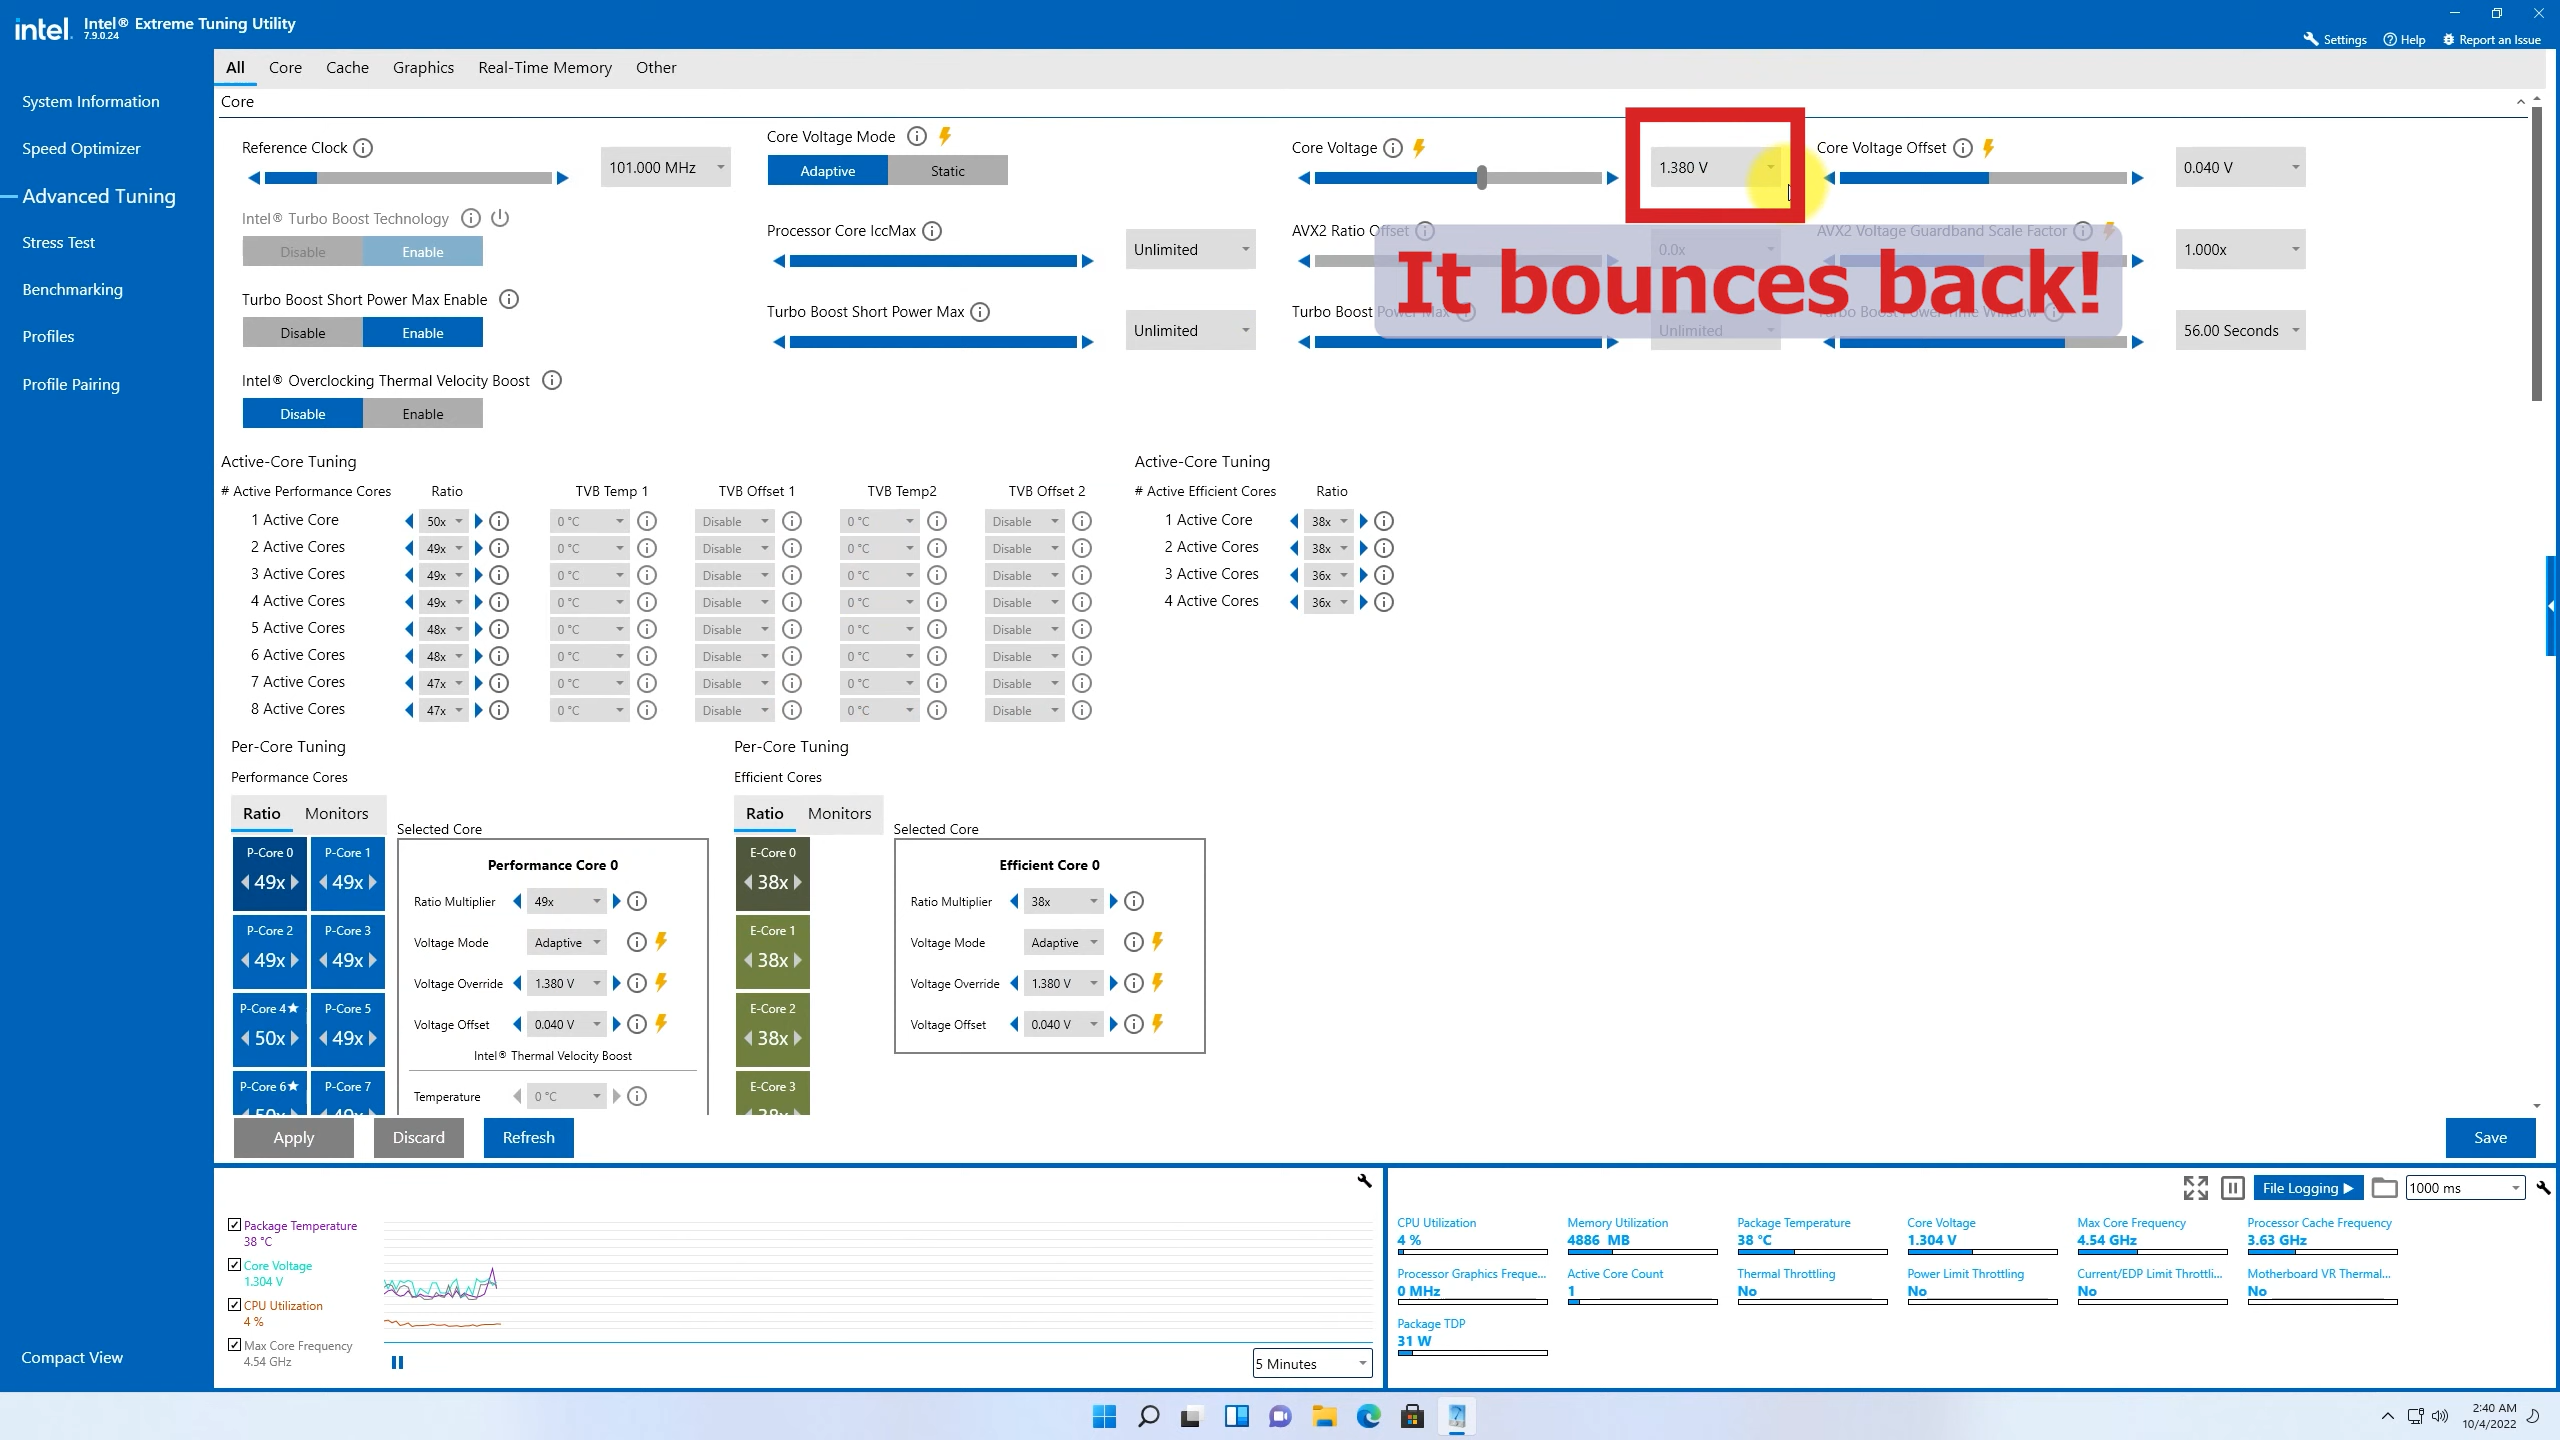 intel.
Intel® Extreme Tuning Utility
7.9.0.24
Settings Help Report an Issue
All Core Cache Graphics Real-Time Memory Other
System Information
Speed Optimizer
Advanced Tuning
Stress Test
Benchmarking
Profiles
Profile Pairing
Compact View
Core
Reference Clock
101.000 MHz
Core Voltage Mode
Adaptive Static
Core Voltage
1.380 V
Core Voltage Offset
0.040 V
Intel® Turbo Boost Technology
Disable Enable
Processor Core IccMax
Unlimited
AVX2 Ratio Offset
0.0x
AVX2 Voltage Guardband Scale Factor
1.000x
It bounces back!
Turbo Boost Short Power Max Enable
Disable Enable
Turbo Boost Short Power Max
Unlimited
Turbo Boost Power Max
Unlimited
Turbo Boost Power Time Window
56.00 Seconds
Intel® Overclocking Thermal Velocity Boost
Disable Enable
Active-Core Tuning
# Active Performance Cores Ratio TVB Temp 1 TVB Offset 1 TVB Temp2 TVB Offset 2
1 Active Core 50x 0 °C Disable 0 °C Disable
2 Active Cores 49x 0 °C Disable 0 °C Disable
3 Active Cores 49x 0 °C Disable 0 °C Disable
4 Active Cores 49x 0 °C Disable 0 °C Disable
5 Active Cores 48x 0 °C Disable 0 °C Disable
6 Active Cores 48x 0 °C Disable 0 °C Disable
7 Active Cores 47x 0 °C Disable 0 °C Disable
8 Active Cores 47x 0 °C Disable 0 °C Disable
Active-Core Tuning
# Active Efficient Cores Ratio
1 Active Core 38x
2 Active Cores 38x
3 Active Cores 36x
4 Active Cores 36x
Per-Core Tuning
Performance Cores
Ratio Monitors
P-Core 0 P-Core 1
49x 49x
P-Core 2 P-Core 3
49x 49x
P-Core 4★ P-Core 5
50x 49x
P-Core 6★ P-Core 7
50x 49x
Selected Core
Performance Core 0
Ratio Multiplier 49x
Voltage Mode Adaptive
Voltage Override 1.380 V
Voltage Offset 0.040 V
Intel® Thermal Velocity Boost
Temperature 0 °C
Per-Core Tuning
Efficient Cores
Ratio Monitors
E-Core 0
38x
E-Core 1
38x
E-Core 2
38x
E-Core 3
38x
Selected Core
Efficient Core 0
Ratio Multiplier 38x
Voltage Mode Adaptive
Voltage Override 1.380 V
Voltage Offset 0.040 V
Apply Discard Refresh Save
Package Temperature
38 °C
Core Voltage
1.304 V
CPU Utilization
4 %
Max Core Frequency
4.54 GHz
5 Minutes
File Logging 1000 ms
CPU Utilization Memory Utilization Package Temperature Core Voltage Max Core Frequency Processor Cache Frequency
4 % 4886 MB 38 °C 1.304 V 4.54 GHz 3.63 GHz
Processor Graphics Freque... Active Core Count Thermal Throttling Power Limit Throttling Current/EDP Limit Throttli... Motherboard VR Thermal...
0 MHz 1 No No No No
Package TDP
31 W
2:40 AM
10/4/2022